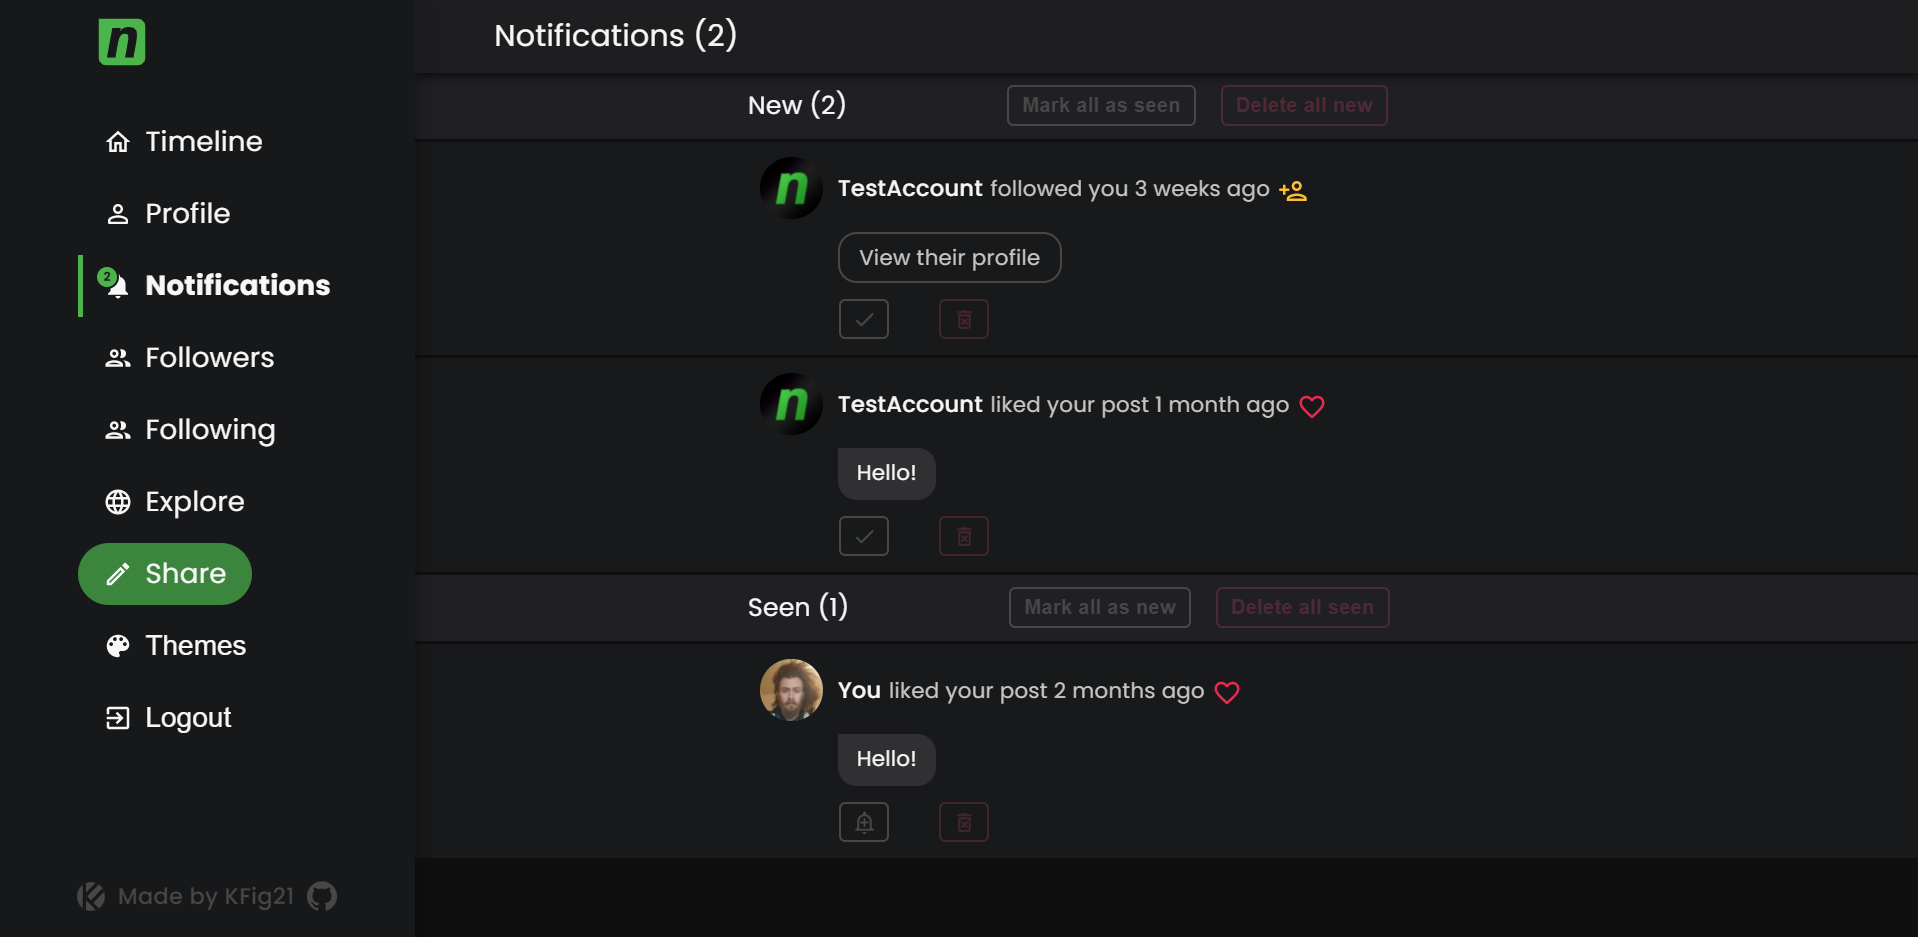 n
Timeline
Profile
2
Notifications
Followers
Following
Explore
Share
Themes
Logout
Made by KFig21
Notifications (2)
New (2) Mark all as seen Delete all new
n
TestAccount followed you 3 weeks ago
View their profile
n
TestAccount liked your post 1 month ago
Hello!
Seen (1) Mark all as new Delete all seen
You liked your post 2 months ago
Hello!